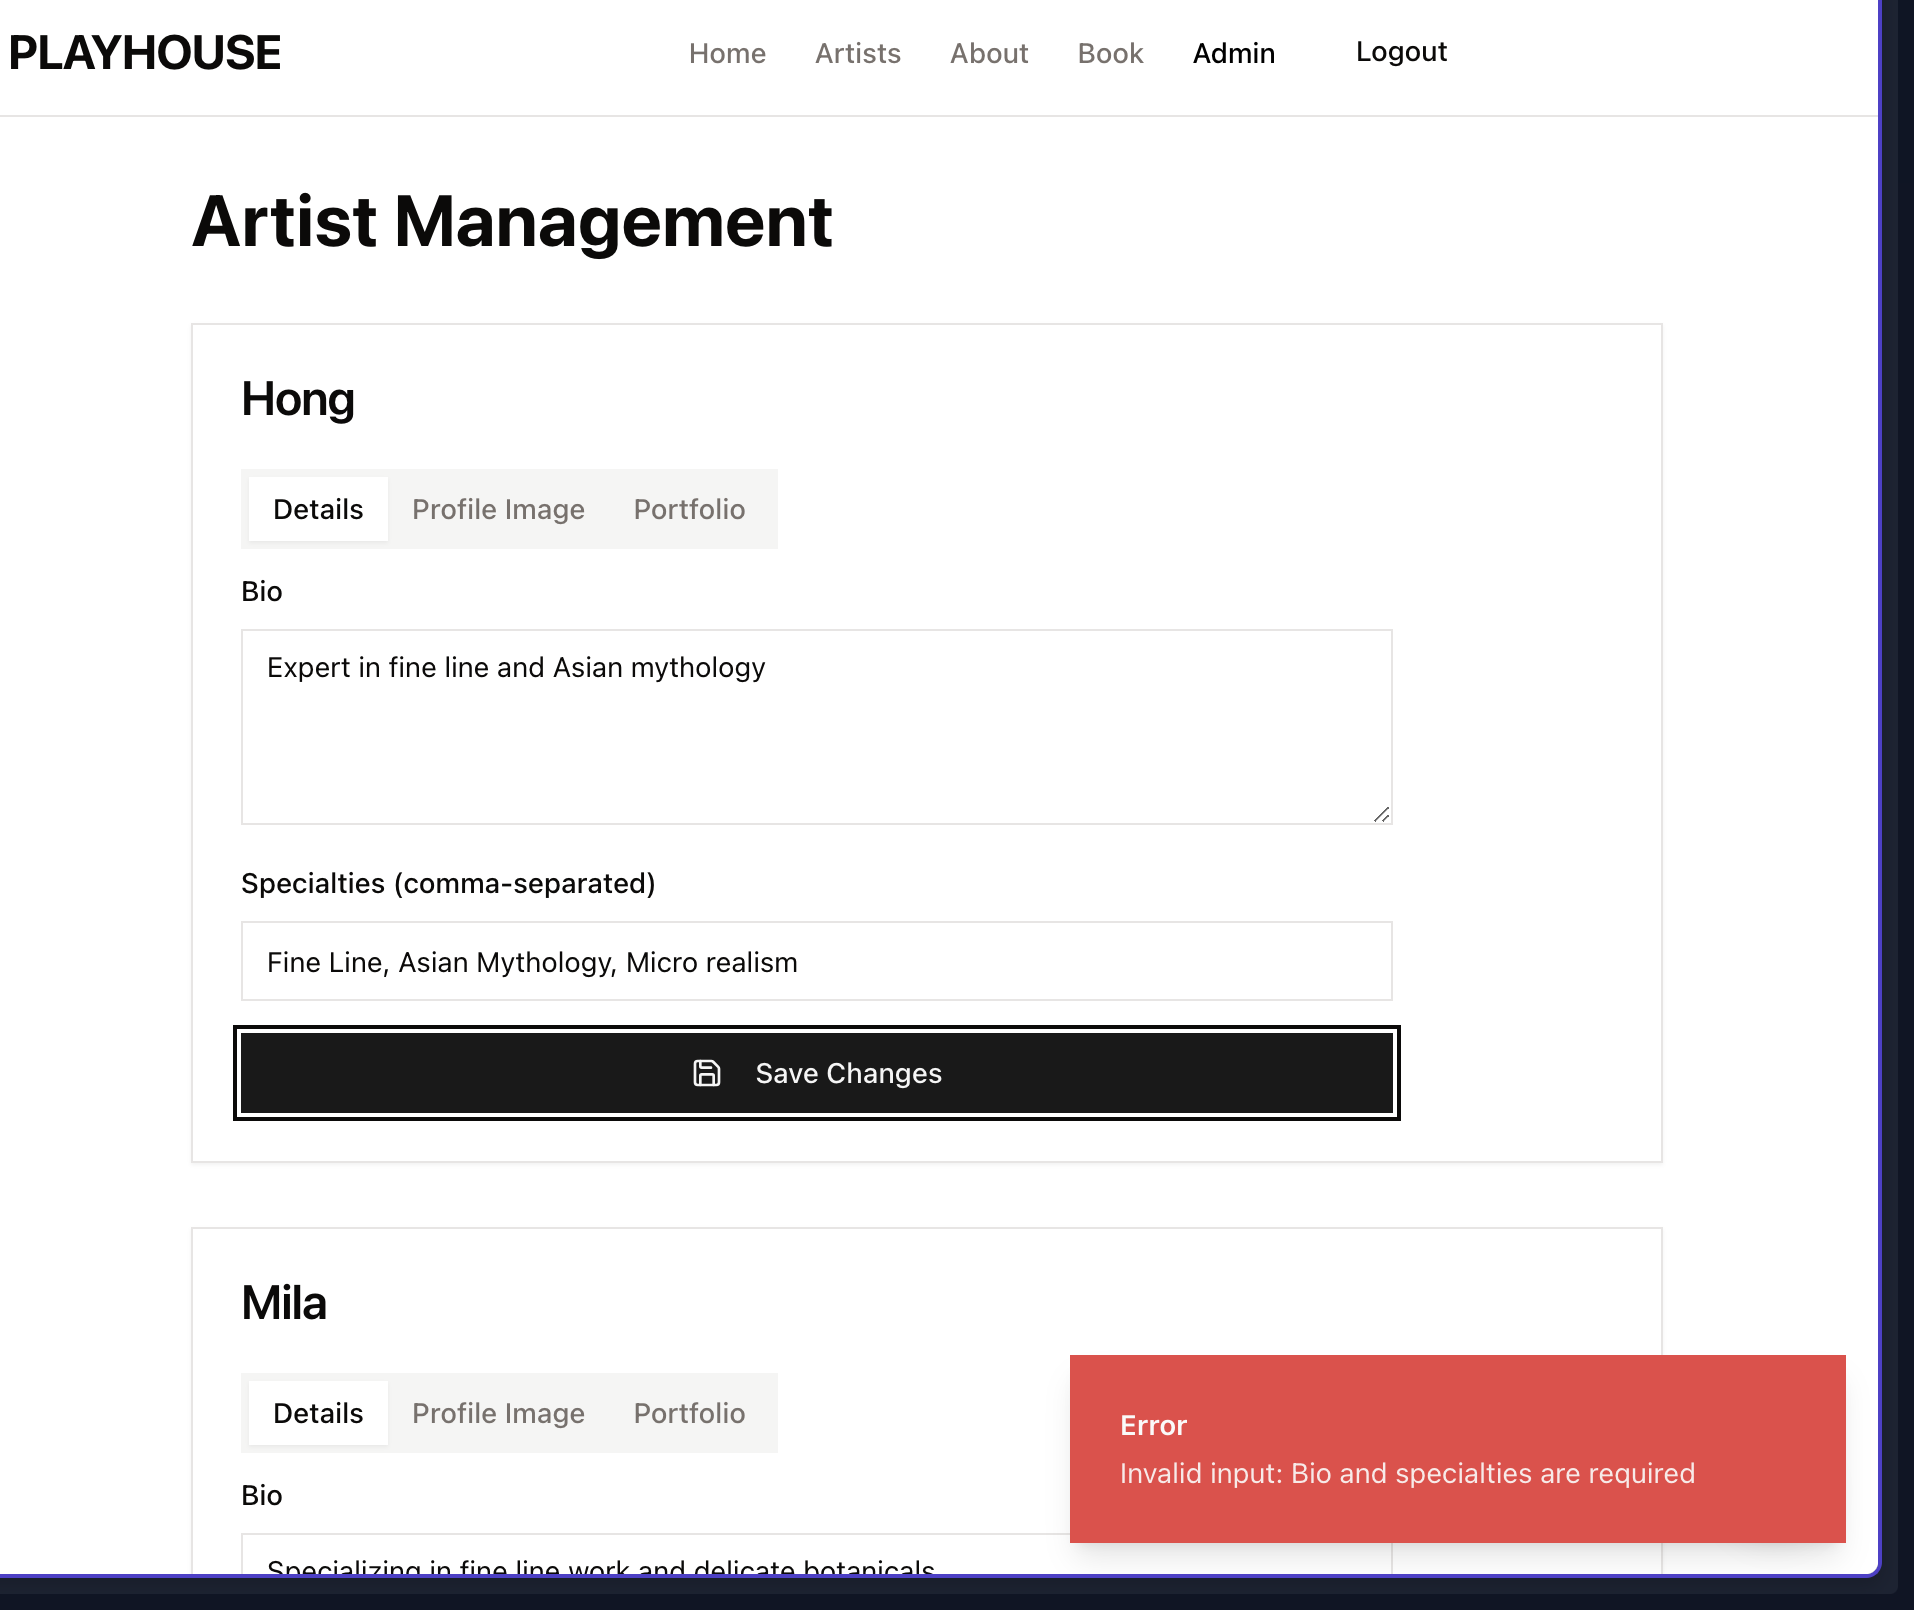 PLAYHOUSE
Home Artists About Book Admin Logout
Artist Management
Hong
Details Profile Image Portfolio
Bio
Expert in fine line and Asian mythology
Specialties (comma-separated)
Fine Line, Asian Mythology, Micro realism
Save Changes
Mila
Details Profile Image Portfolio
Bio
Specializing in fine line work and delicate botanicals
Error
Invalid input: Bio and specialties are required